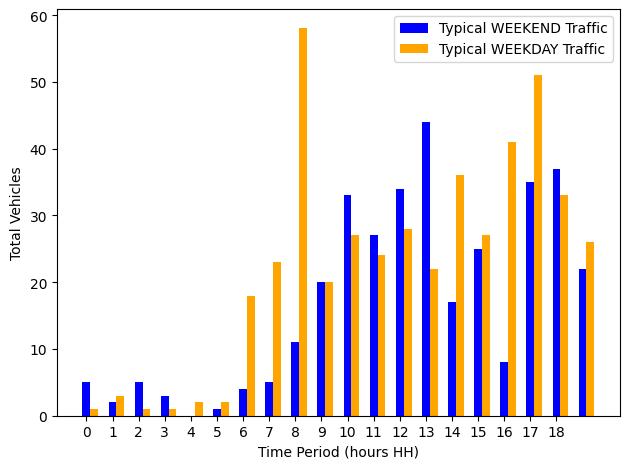 60
50
40
30
20
10
0
Total Vehicles
Typical WEEKEND Traffic
Typical WEEKDAY Traffic
0 1 2 3 4 5 6 7 8 9 10 11 12 13 14 15 16 17 18
Time Period (hours HH)